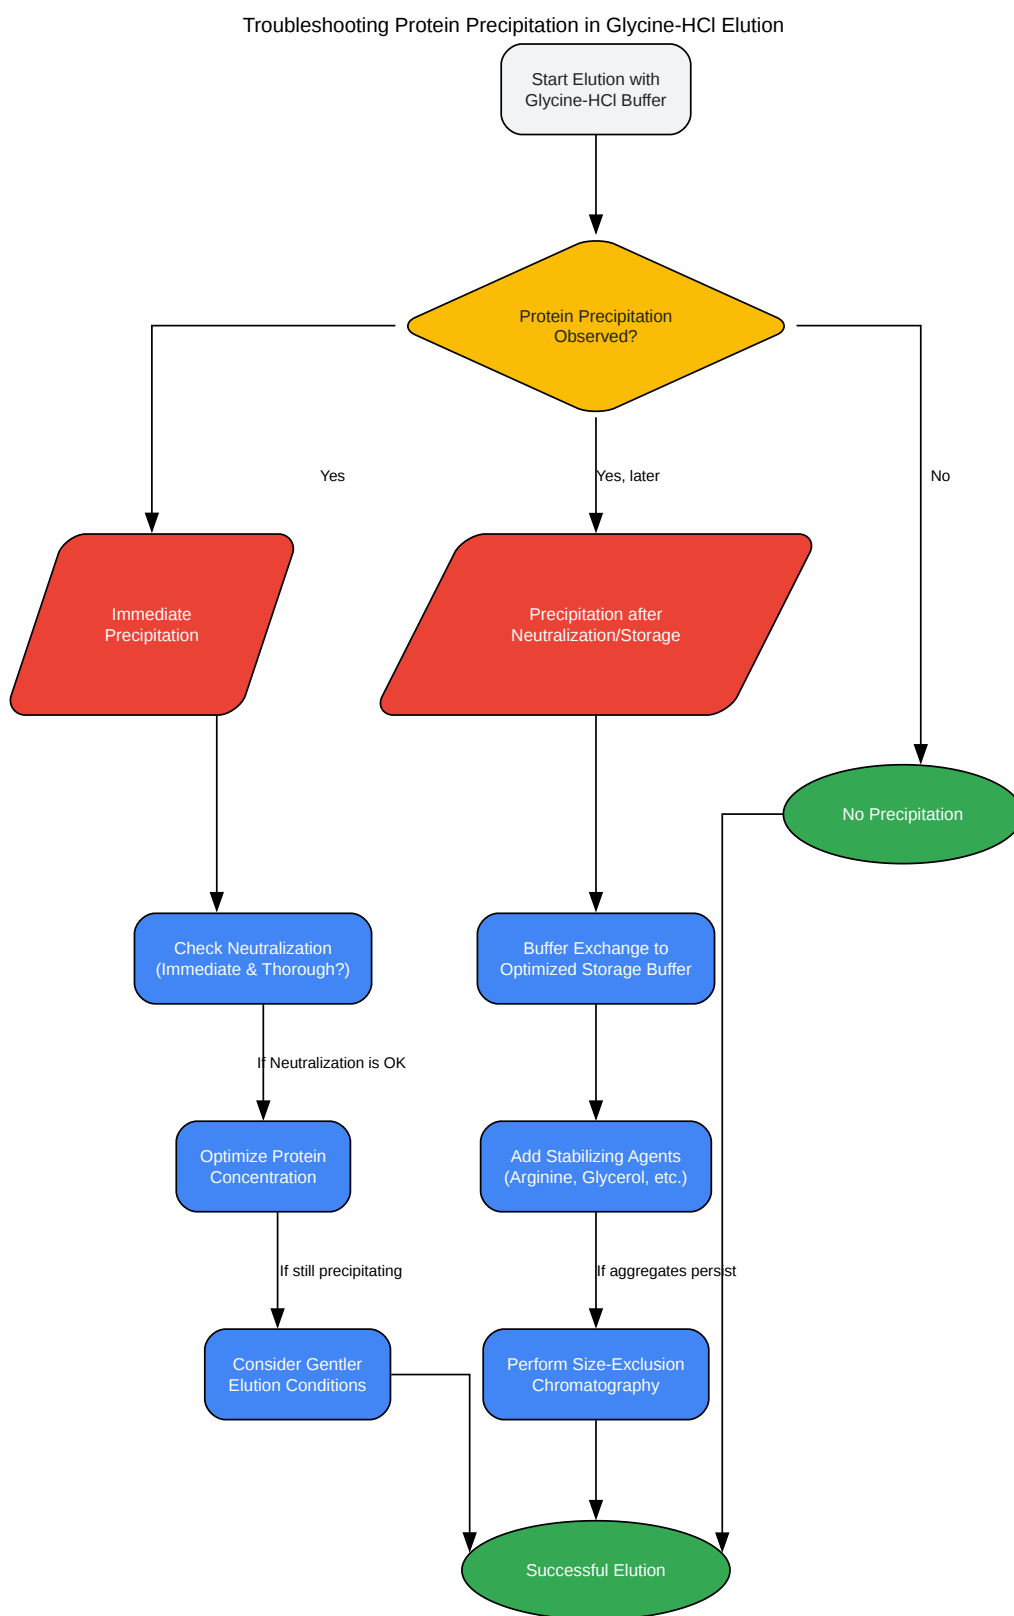 Troubleshooting Protein Precipitation in Glycine-HCl Elution
Start Elution with
Glycine-HCl Buffer
Protein Precipitation
Observed?
Yes
Yes, later
No
Immediate
Precipitation
Precipitation after
Neutralization/Storage
No Precipitation
Check Neutralization
(Immediate & Thorough?)
Buffer Exchange to
Optimized Storage Buffer
If Neutralization is OK
Optimize Protein
Concentration
Add Stabilizing Agents
(Arginine, Glycerol, etc.)
If still precipitating
If aggregates persist
Consider Gentler
Elution Conditions
Perform Size-Exclusion
Chromatography
Successful Elution